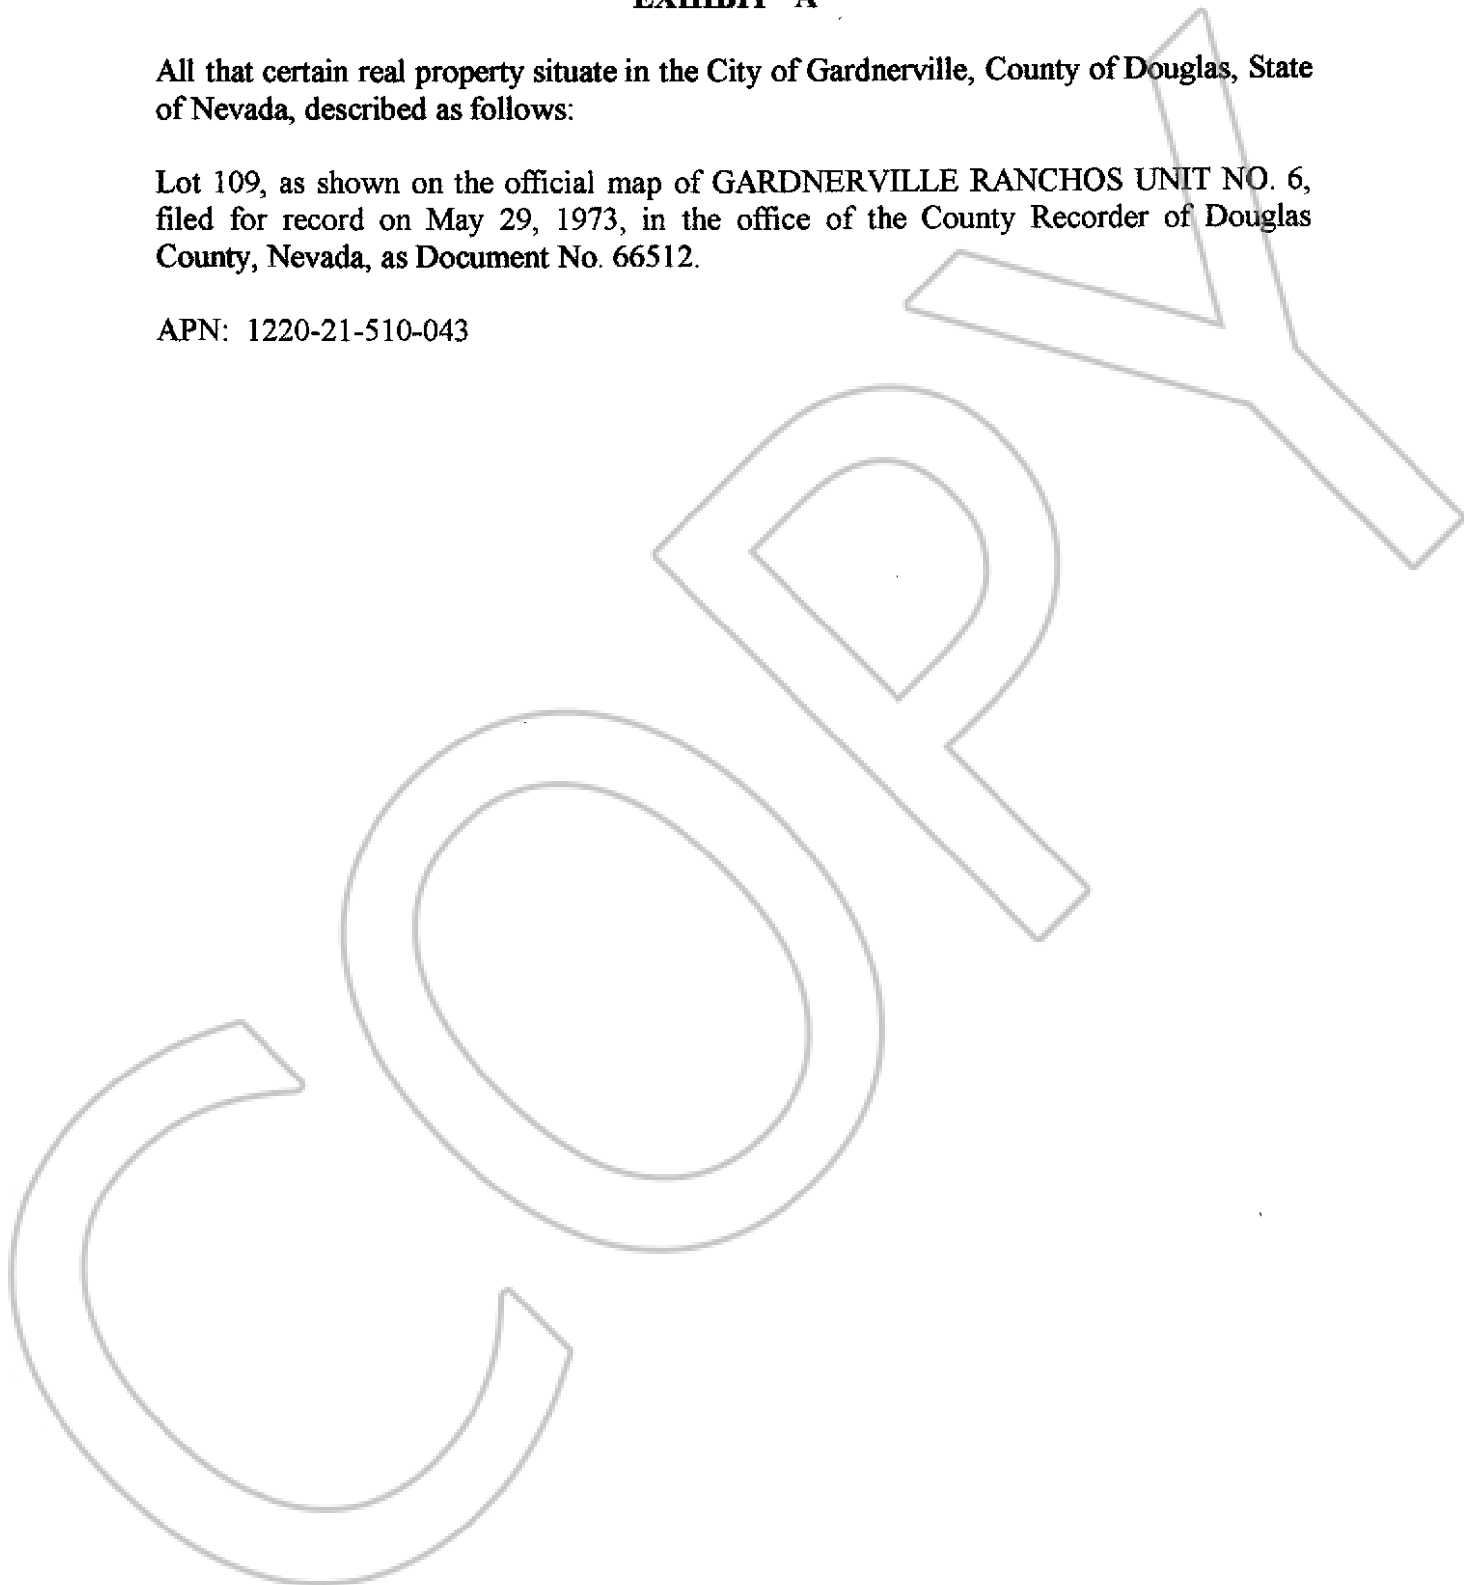 EXHIBIT "A"
All that certain real property situate in the City of Gardnerville, County of Douglas, State
of Nevada, described as follows:
Lot 109, as shown on the official map of GARDNERVILLE RANCHOS UNIT NO. 6,
filed for record on May 29, 1973, in the office of the County Recorder of Douglas
County, Nevada, as Document No. 66512.
APN: 1220-21-510-043
COPY